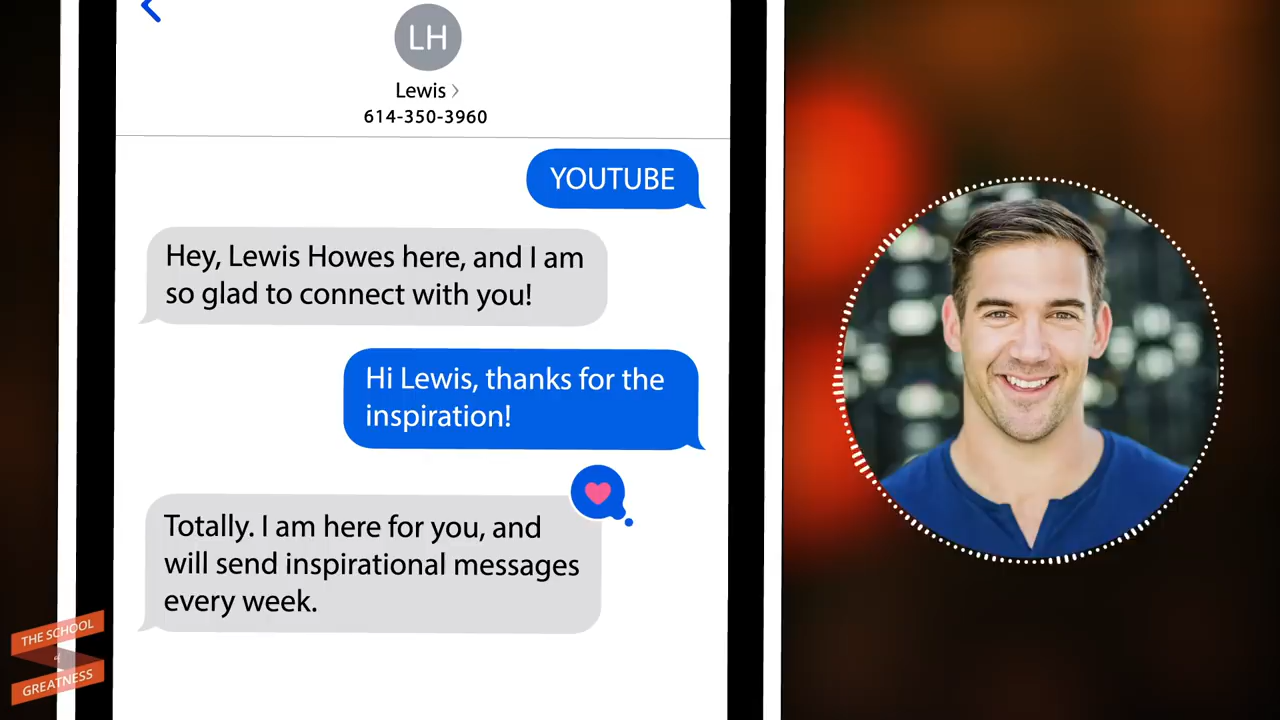 LH
Lewis >
614-350-3960
YOUTUBE
Hey, Lewis Howes here, and I am
so glad to connect with you!
Hi Lewis, thanks for the
inspiration!
Totally. I am here for you, and
will send inspirational messages
every week.
THE SCHOOL
GREATNESS